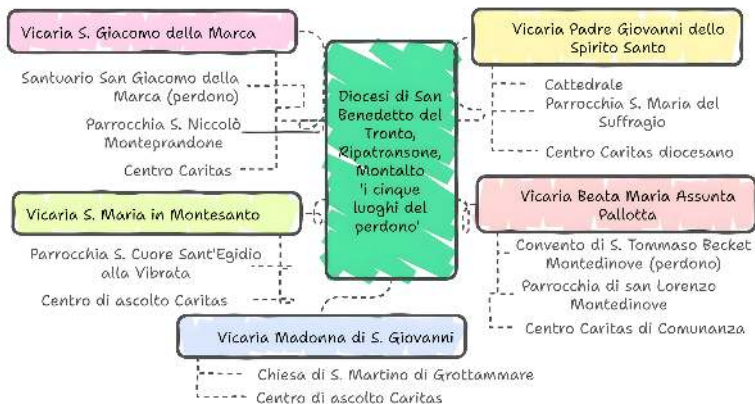 Vicaria S. Giacomo della Marca
Santuario San Giacomo della
Marca (perdono)
Parrocchia S. Niccolò
Monteprandone
Centro Caritas
Vicaria S. Maria in Montesanto
Parrocchia S. Cuore Sant'Egidio
alla Vibrata
Centro di ascolto Caritas
Diocesi di San
Benedetto del
Tronto,
Ripatransone,
Montalto
'i cinque
luoghi del
perdono'
Vicaria Padre Giovanni dello
Spirito Santo
Cattedrale
Parrocchia S. Maria del
Suffragio
Centro Caritas diocesano
Vicaria Beata Maria Assunta
Pallotta
Convento di S. Tommaso Becket
Montedinove (perdono)
Parrocchia di san Lorenzo
Montedinove
Centro Caritas di Comunanza
Vicaria Madonna di S. Giovanni
Chiesa di S. Martino di Grottammare
Centro di ascolto Caritas